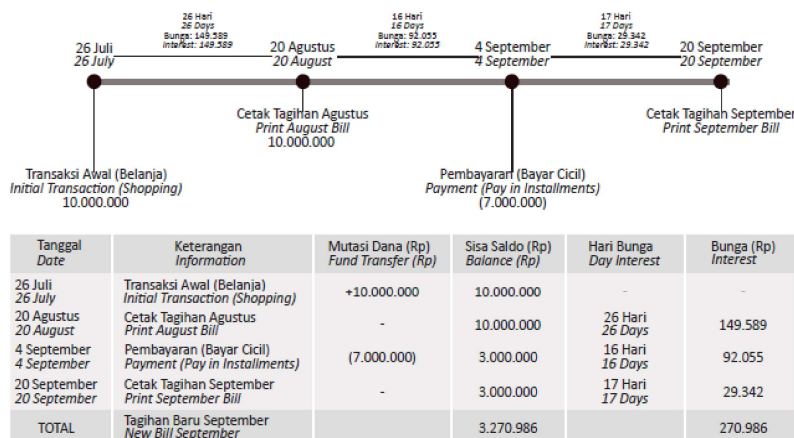 26 Hari
26 Days
Bunga: 149.589
Interest: 149.589
16 Hari
16 Days
Bunga: 92.055
Interest: 92.055
17 Hari
17 Days
Bunga: 29.342
Interest: 29.342
26 Juli
26 July
20 Agustus
20 August
4 September
4 September
20 September
20 September
Cetak Tagihan Agustus
Print August Bill
10.000.000
Cetak Tagihan September
Print September Bill
Transaksi Awal (Belanja)
Initial Transaction (Shopping)
10.000.000
Pembayaran (Bayar Cicil)
Payment (Pay in Installments)
(7.000.000)
Tanggal Keterangan Mutasi Dana (Rp) Sisa Saldo (Rp) Hari Bunga Bunga (Rp)
Date Information Fund Transfer (Rp) Balance (Rp) Day Interest Interest
26 Juli Transaksi Awal (Belanja) +10.000.000 10.000.000 - -
26 July Initial Transaction (Shopping)
20 Agustus Cetak Tagihan Agustus - 10.000.000 26 Hari 149.589
20 August Print August Bill 26 Days
4 September Pembayaran (Bayar Cicil) (7.000.000) 3.000.000 16 Hari 92.055
4 September Payment (Pay in Installments) 16 Days
20 September Cetak Tagihan September - 3.000.000 17 Hari 29.342
20 September Print September Bill 17 Days
TOTAL Tagihan Baru September 3.270.986 270.986
New Bill September